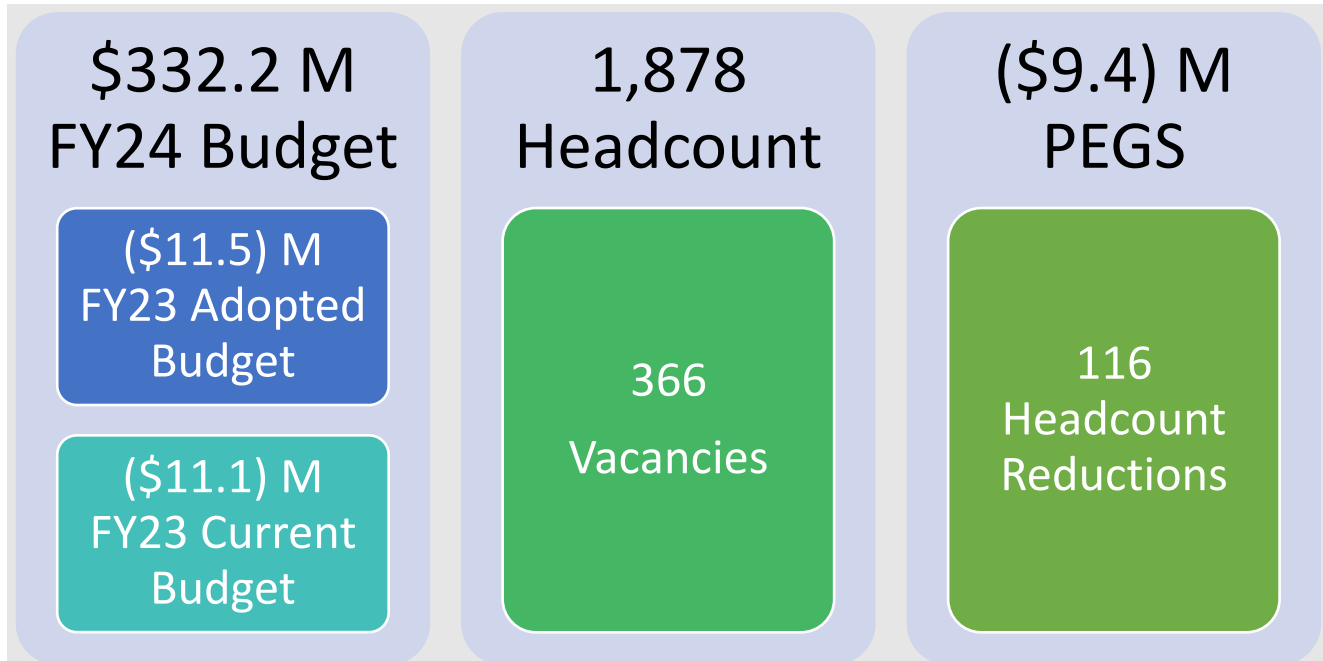 $332.2 M
FY24 Budget
($11.5) M
FY23 Adopted
Budget
($11.1) M
FY23 Current
Budget
1,878
Headcount
366
Vacancies
($9.4) M
PEGS
116
Headcount
Reductions